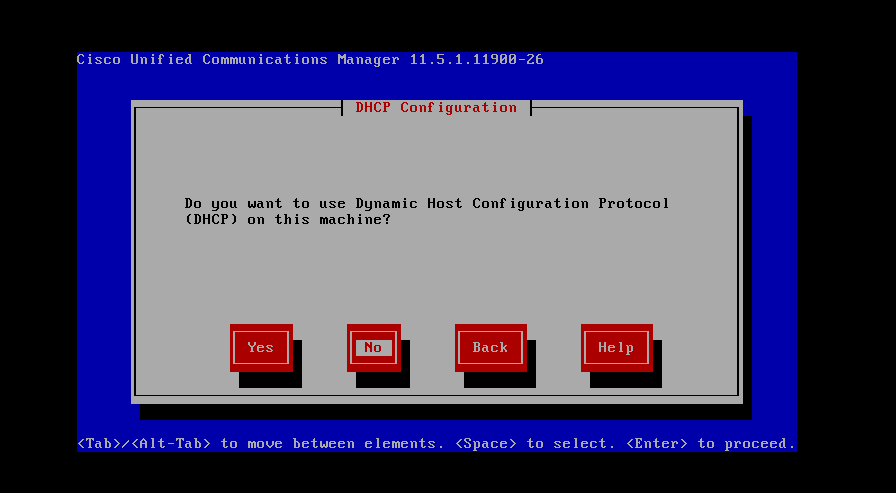 Cisco Unified Communications Manager 11.5.1.11900-26
DHCP Configuration
Do you want to use Dynamic Host Configuration Protocol
(DHCP) on this machine?
Yes No Back Help
<Tab>/<Alt-Tab> to move between elements. <Space> to select. <Enter> to proceed.